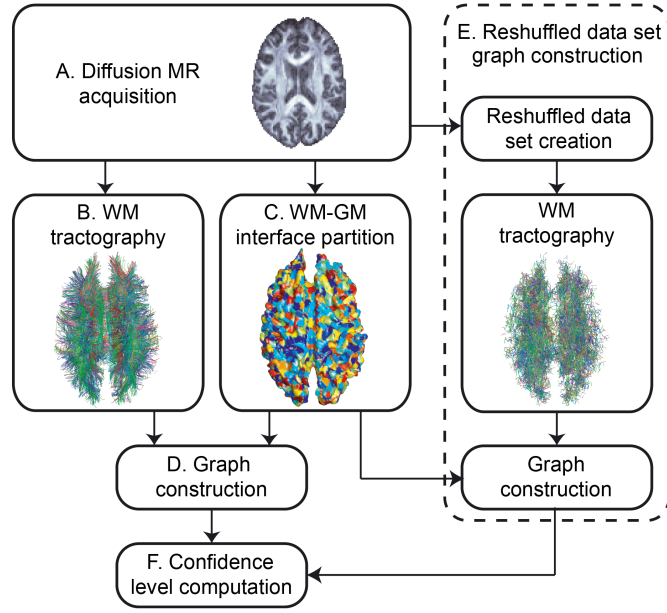 A. Diffusion MR
acquisition
E. Reshuffled data set
graph construction
Reshuffled data
set creation
B. WM
tractography
C. WM-GM
interface partition
WM
tractography
D. Graph
construction
Graph
construction
F. Confidence
level computation